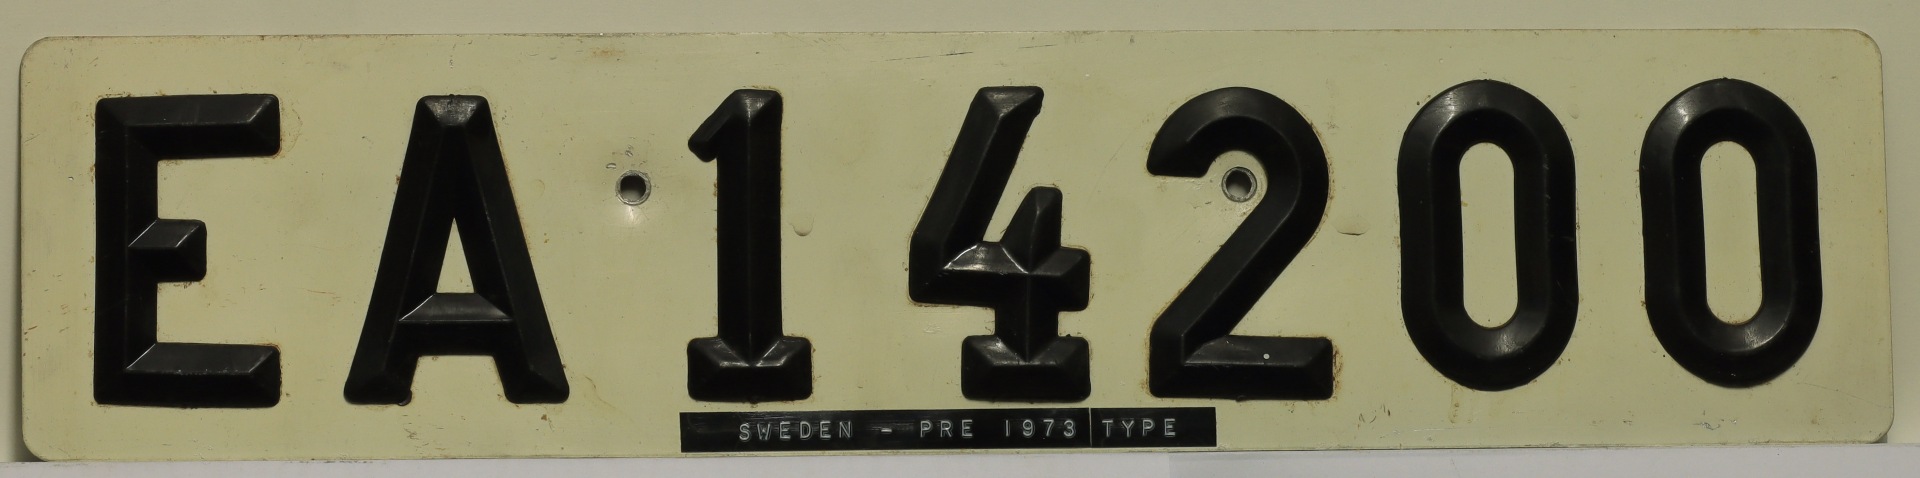 EA14200
SWEDEN - PRE 1973 TYPE